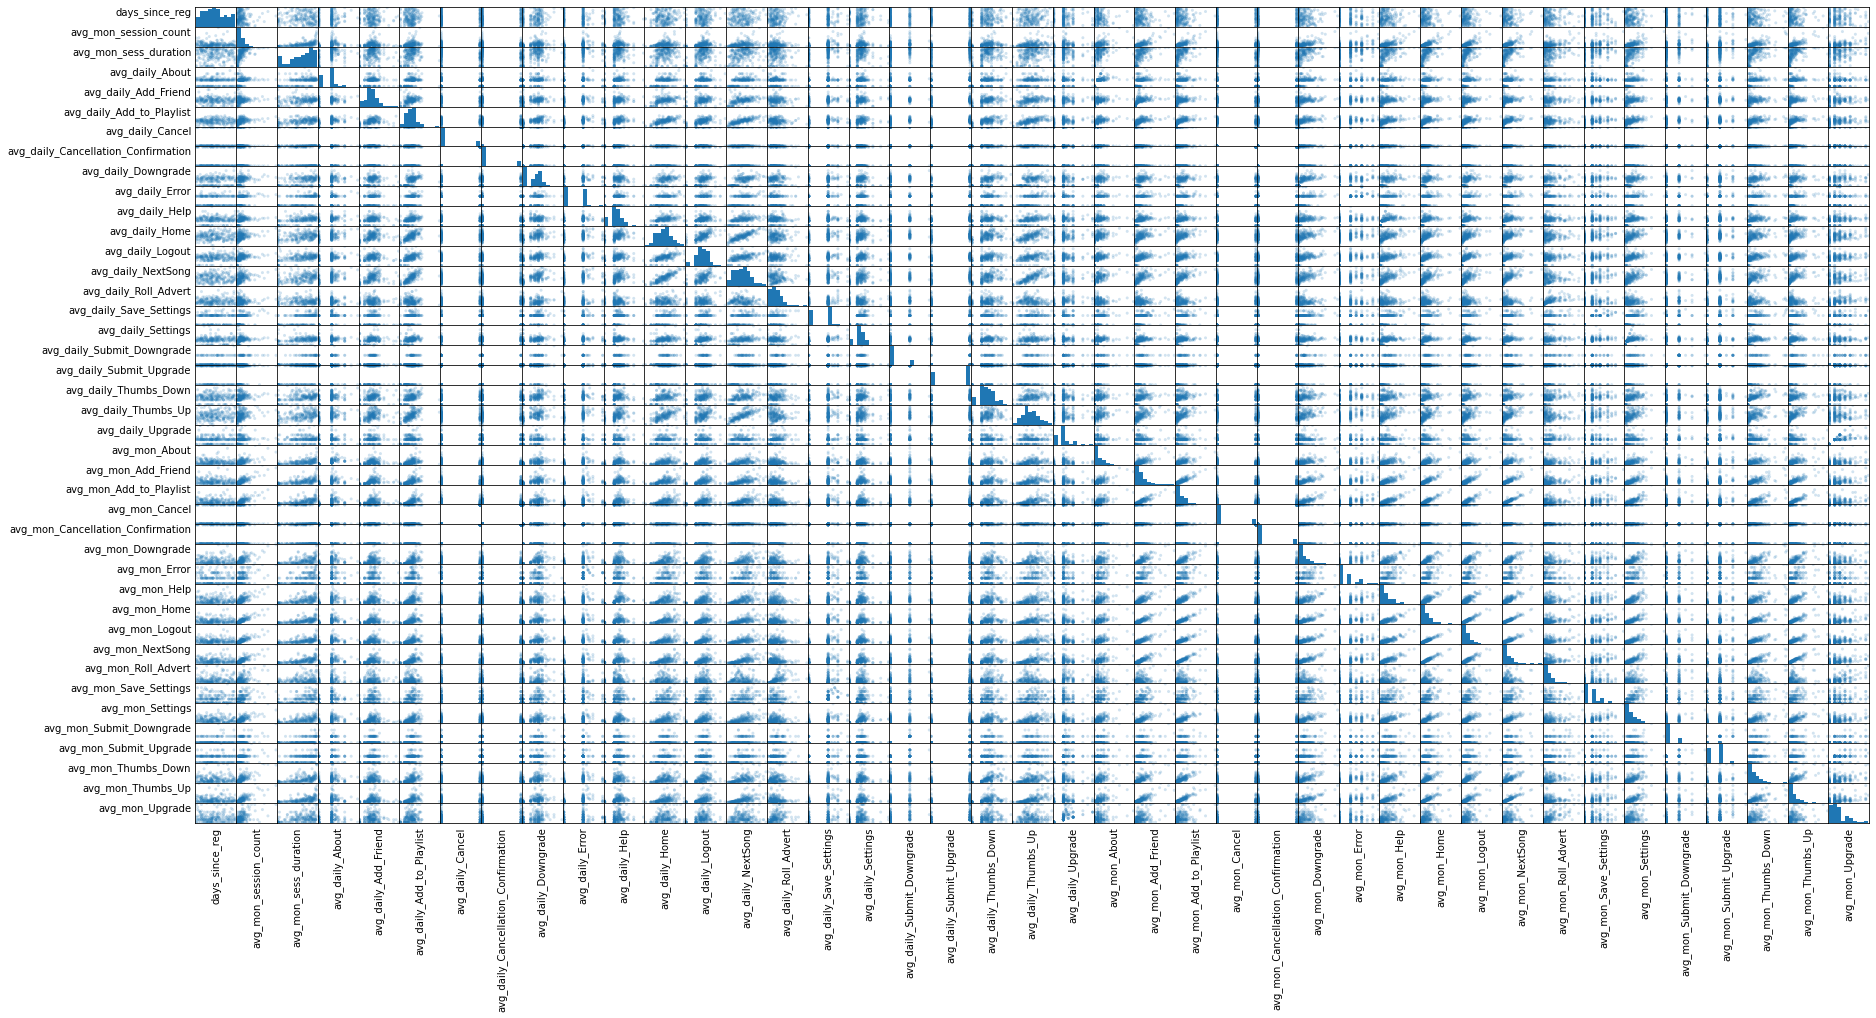 days_since_reg
avg_mon_session_count
avg_mon_sess_duration
avg_daily_About
avg_daily_Add_Friend
avg_daily_Add_to_Playlist
avg_daily_Cancel
avg_daily_Cancellation_Confirmation
avg_daily_Downgrade
avg_daily_Error
avg_daily_Help
avg_daily_Home
avg_daily_Logout
avg_daily_NextSong
avg_daily_Roll_Advert
avg_daily_Save_Settings
avg_daily_Settings
avg_daily_Submit_Downgrade
avg_daily_Submit_Upgrade
avg_daily_Thumbs_Down
avg_daily_Thumbs_Up
avg_daily_Upgrade
avg_mon_About
avg_mon_Add_Friend
avg_mon_Add_to_Playlist
avg_mon_Cancel
avg_mon_Cancellation_Confirmation
avg_mon_Downgrade
avg_mon_Error
avg_mon_Help
avg_mon_Home
avg_mon_Logout
avg_mon_NextSong
avg_mon_Roll_Advert
avg_mon_Save_Settings
avg_mon_Settings
avg_mon_Submit_Downgrade
avg_mon_Submit_Upgrade
avg_mon_Thumbs_Down
avg_mon_Thumbs_Up
avg_mon_Upgrade
days_since_reg
avg_mon_session_count
avg_mon_sess_duration
avg_daily_About
avg_daily_Add_Friend
avg_daily_Add_to_Playlist
avg_daily_Cancel
avg_daily_Cancellation_Confirmation
avg_daily_Downgrade
avg_daily_Error
avg_daily_Help
avg_daily_Home
avg_daily_Logout
avg_daily_NextSong
avg_daily_Roll_Advert
avg_daily_Save_Settings
avg_daily_Settings
avg_daily_Submit_Downgrade
avg_daily_Submit_Upgrade
avg_daily_Thumbs_Down
avg_daily_Thumbs_Up
avg_daily_Upgrade
avg_mon_About
avg_mon_Add_Friend
avg_mon_Add_to_Playlist
avg_mon_Cancel
avg_mon_Cancellation_Confirmation
avg_mon_Downgrade
avg_mon_Error
avg_mon_Help
avg_mon_Home
avg_mon_Logout
avg_mon_NextSong
avg_mon_Roll_Advert
avg_mon_Save_Settings
avg_mon_Settings
avg_mon_Submit_Downgrade
avg_mon_Submit_Upgrade
avg_mon_Thumbs_Down
avg_mon_Thumbs_Up
avg_mon_Upgrade